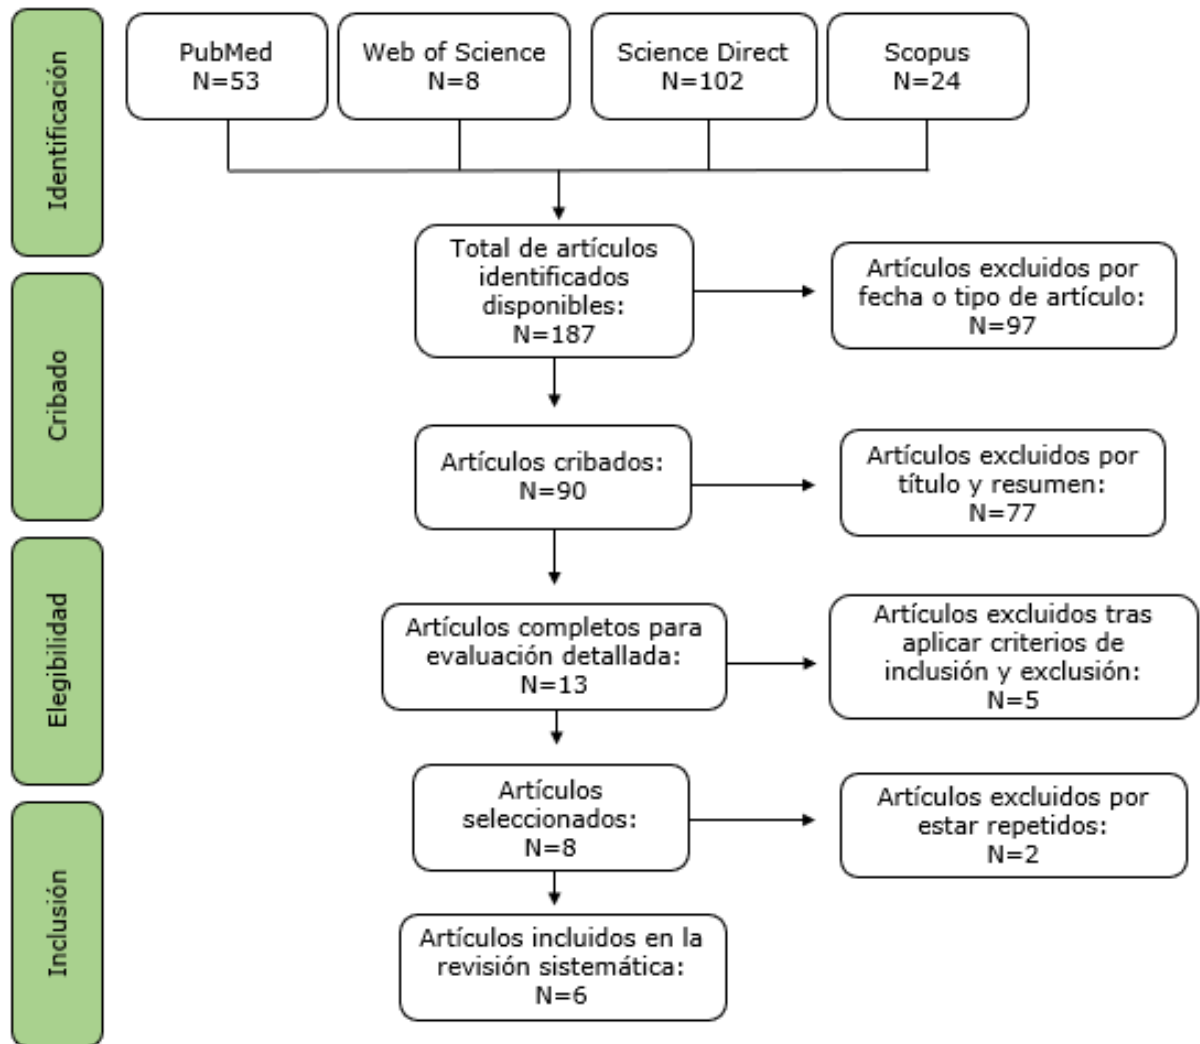 Identificación
PubMed
N=53
Web of Science
N=8
Science Direct
N=102
Scopus
N=24
Total de artículos
identificados
disponibles:
N=187
Artículos excluidos por
fecha o tipo de artículo:
N=97
Cribado
Artículos cribados:
N=90
Artículos excluidos por
título y resumen:
N=77
Elegibilidad
Artículos completos para
evaluación detallada:
N=13
Artículos excluidos tras
aplicar criterios de
inclusión y exclusión:
N=5
Artículos
seleccionados:
N=8
Artículos excluidos por
estar repetidos:
N=2
Inclusión
Artículos incluidos en la
revisión sistemática:
N=6